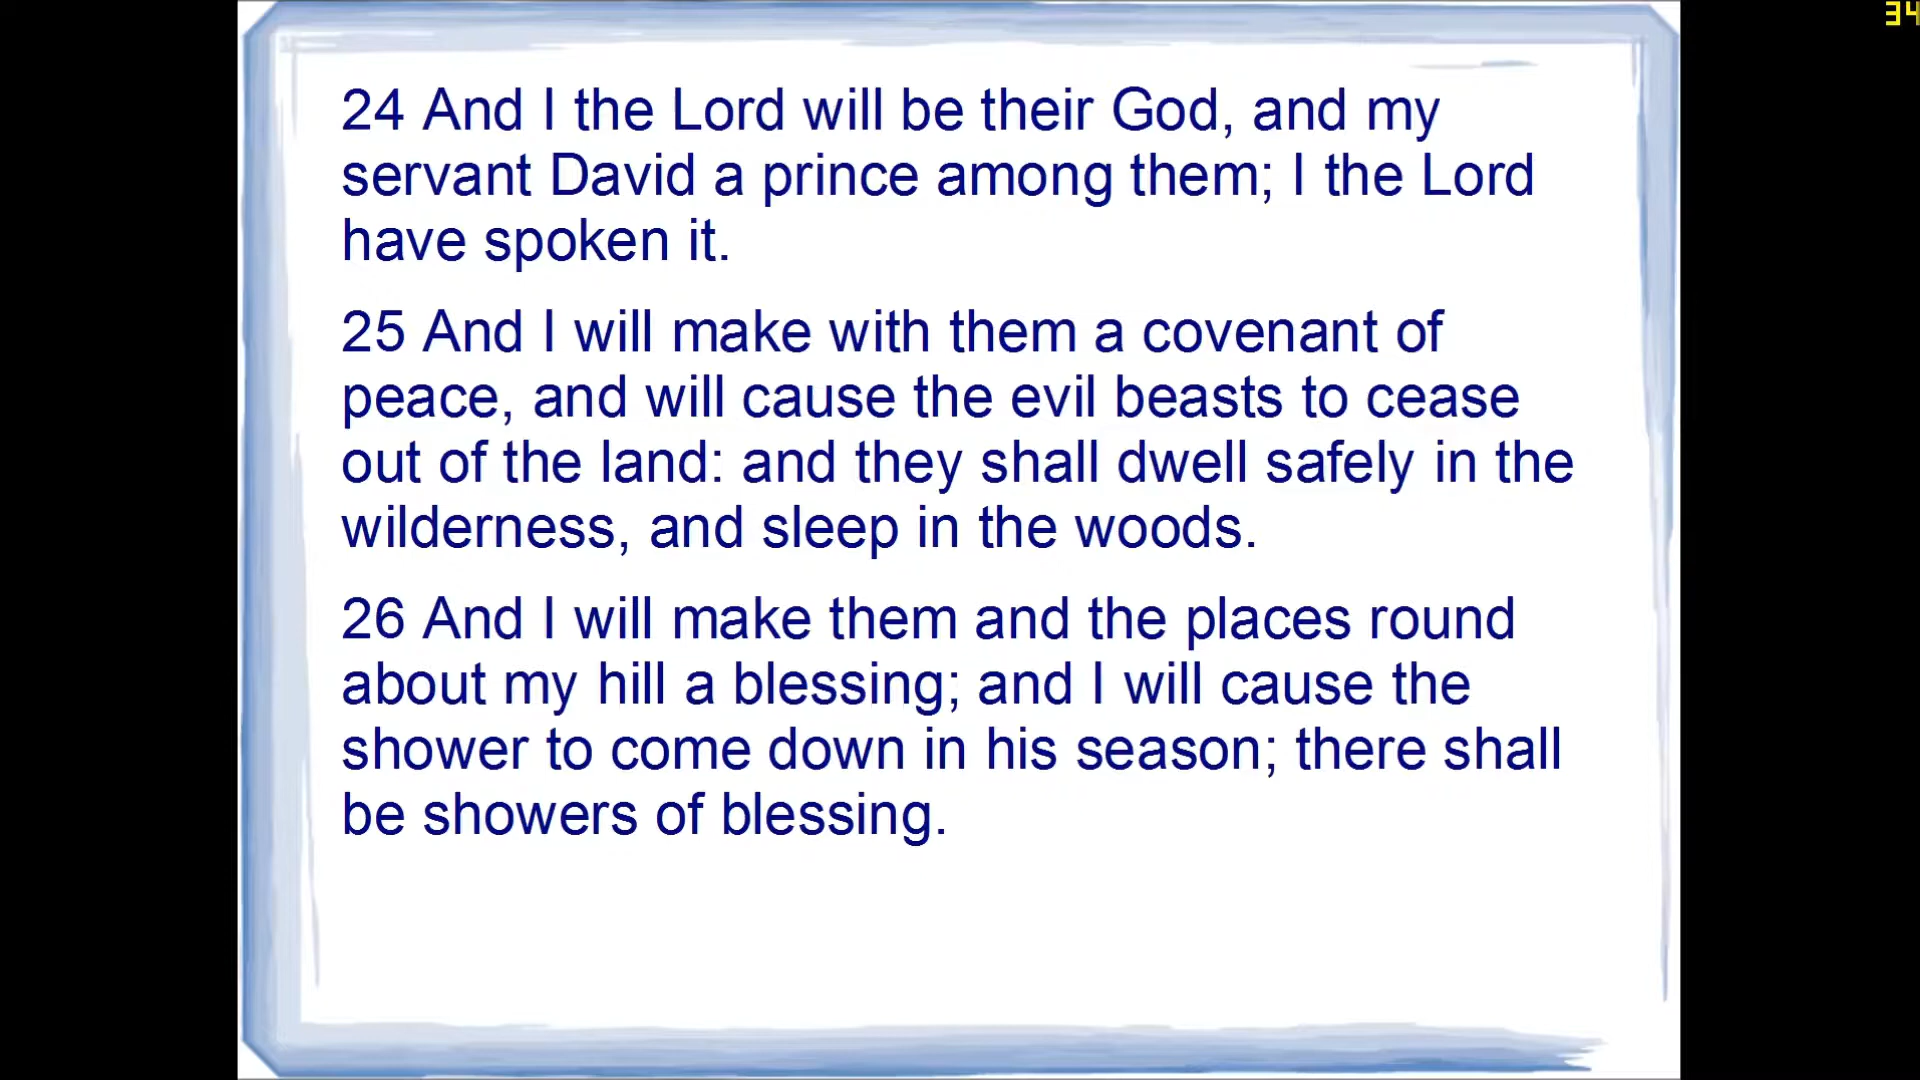 34
24 And I the Lord will be their God, and my
servant David a prince among them; I the Lord
have spoken it.
25 And I will make with them a covenant of
peace, and will cause the evil beasts to cease
out of the land: and they shall dwell safely in the
wilderness, and sleep in the woods.
26 And I will make them and the places round
about my hill a blessing; and I will cause the
shower to come down in his season; there shall
be showers of blessing.